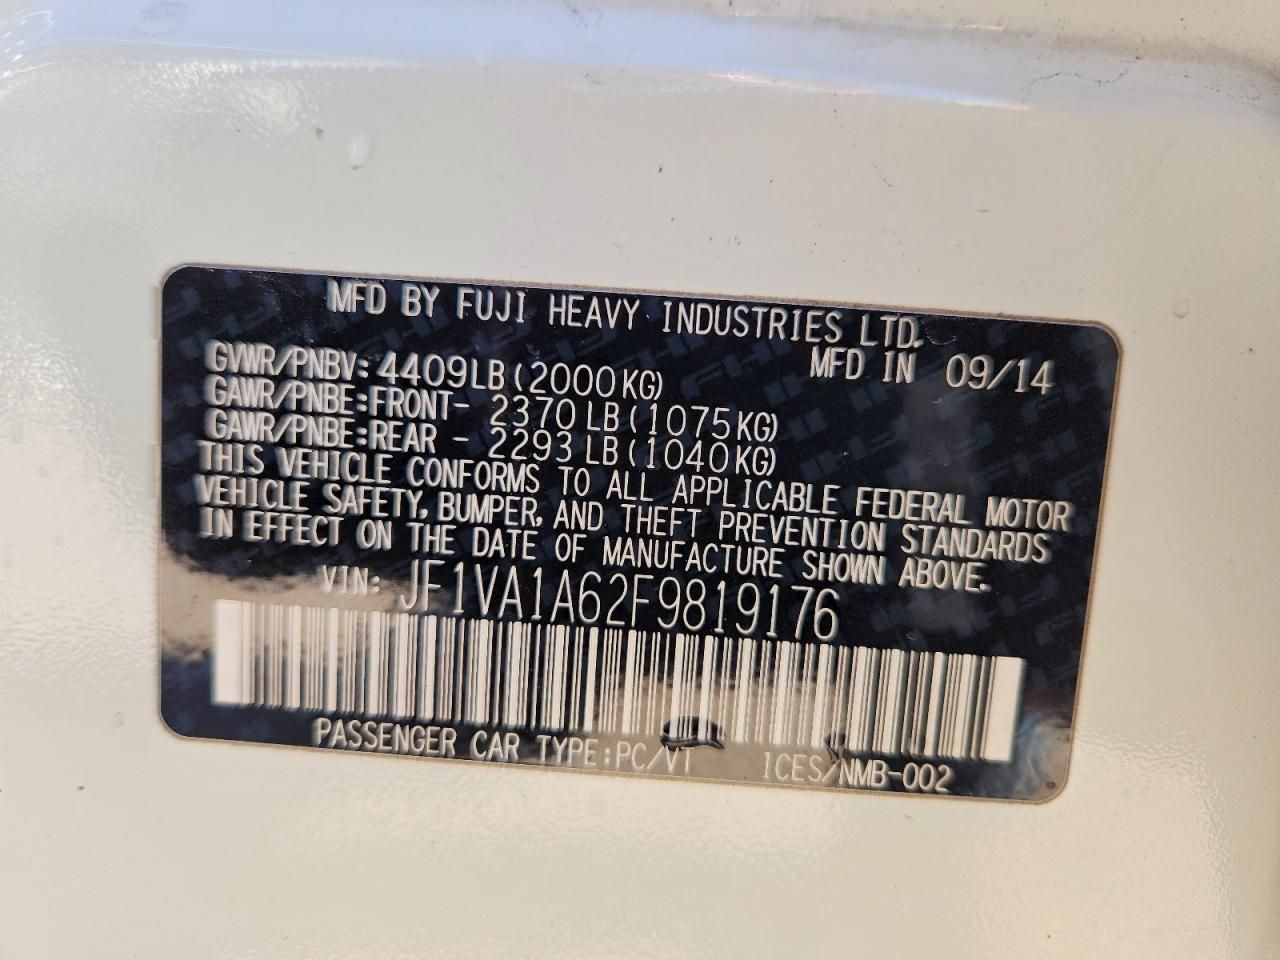 MFD BY FUJI HEAVY INDUSTRIES LTD.
MFD IN 09/14
GVWR/PNBV: 4409LB(2000KG)
GAWR/PNBE:FRONT- 2370LB(1075KG)
GAWR/PNBE:REAR - 2293LB(1040KG)
THIS VEHICLE CONFORMS TO ALL APPLICABLE FEDERAL MOTOR
VEHICLE SAFETY, BUMPER, AND THEFT PREVENTION STANDARDS
IN EFFECT ON THE DATE OF MANUFACTURE SHOWN ABOVE.
VIN: JF1VA1A62F9819176
PASSENGER CAR TYPE:PC/V1 ICES/NMB-002